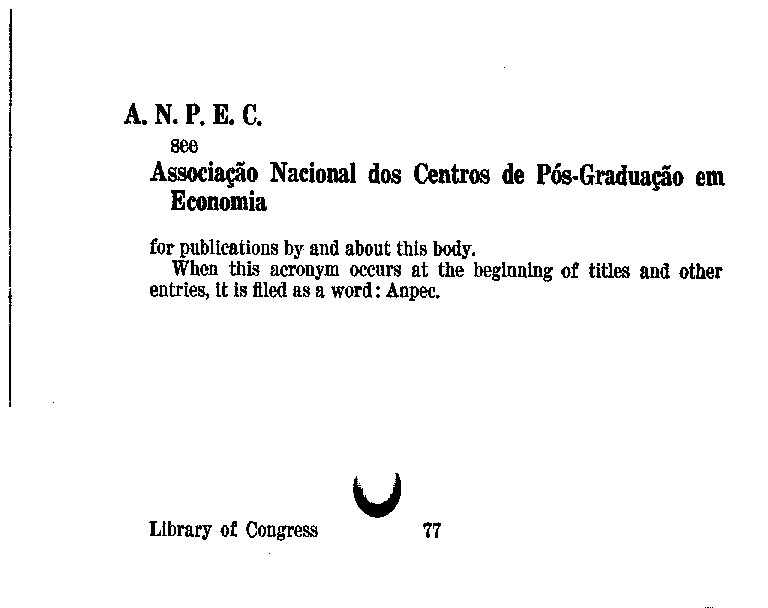 A. N. P. E. C.
see
Associação Nacional dos Centros de Pós-Graduação em
Economia
for publications by and about this body.
When this acronym occurs at the beginning of titles and other
entries, it is filed as a word: Anpec.
Library of Congress 77